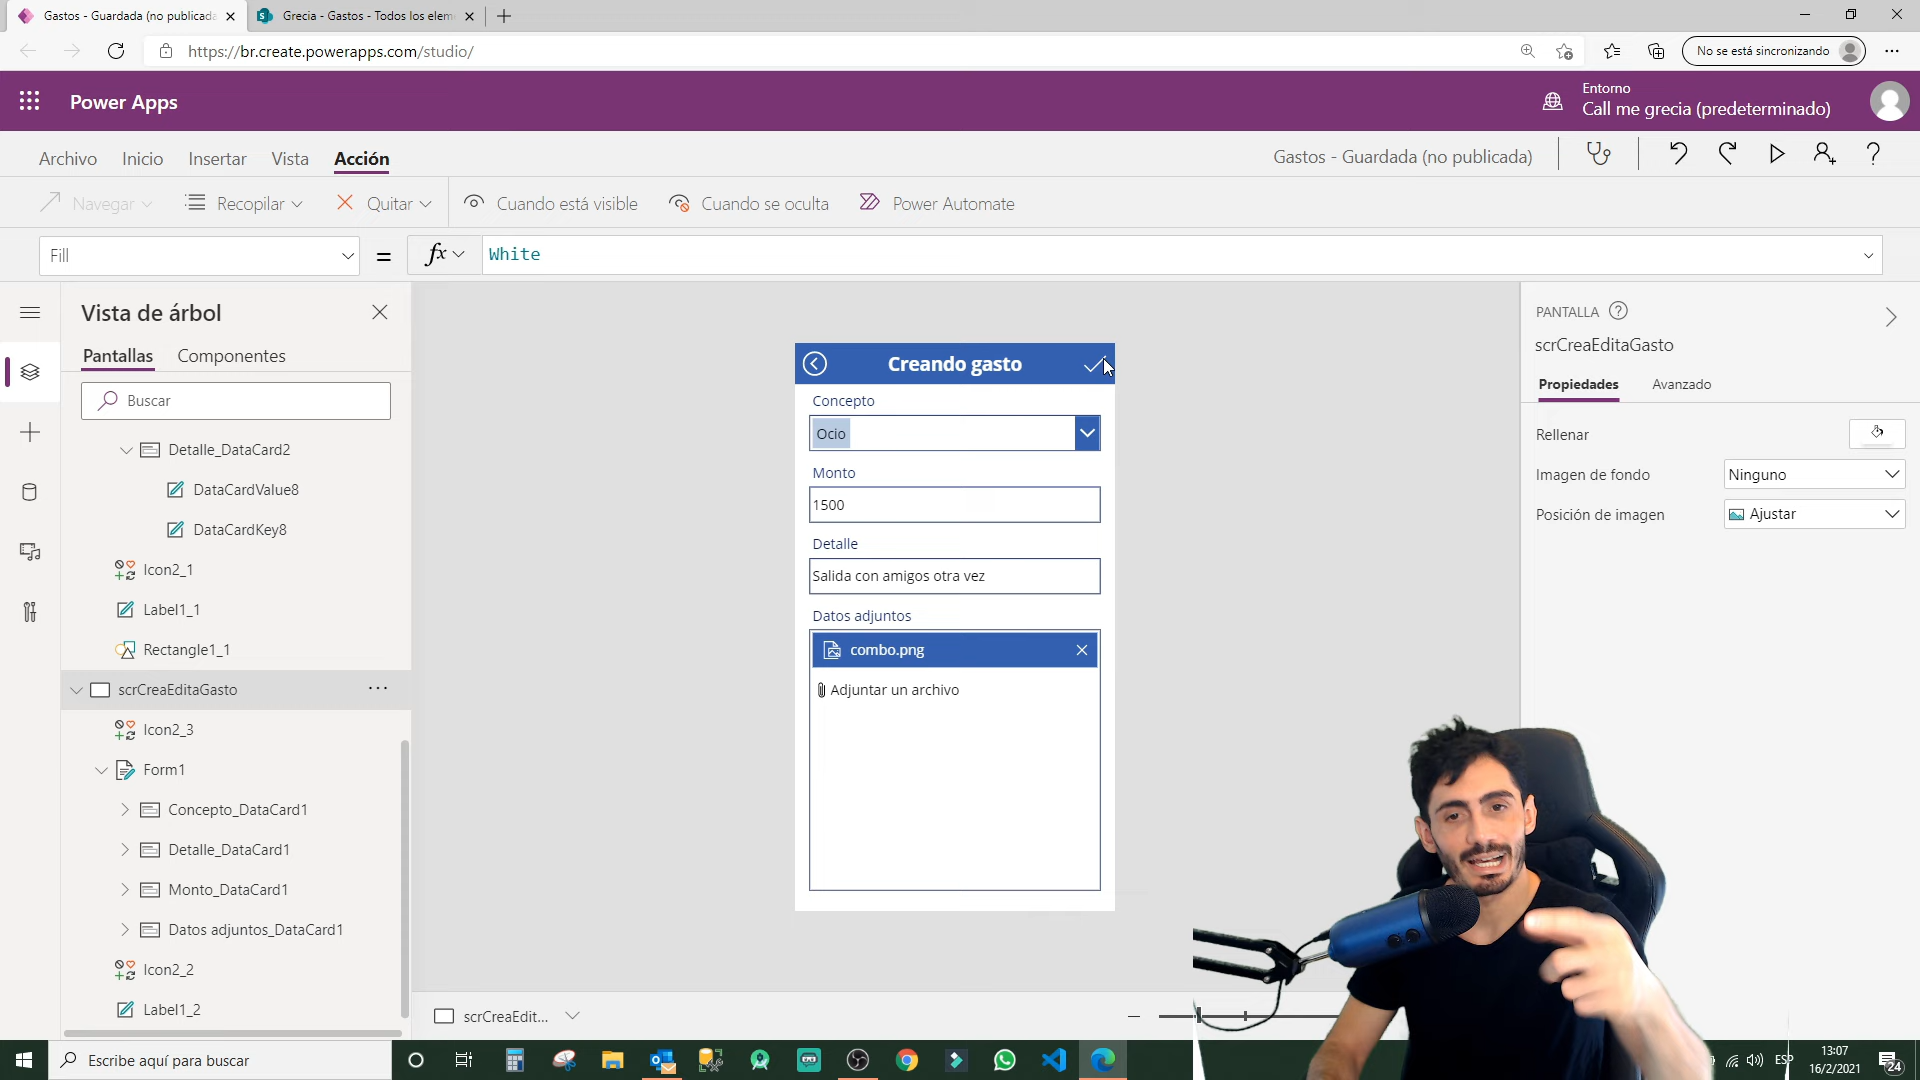 Gastos - Guardada (no publicada
Grecia - Gastos - Todos los elem
https://br.create.powerapps.com/studio/
No se está sincronizando
Power Apps
Entorno
Call me grecia (predeterminado)
Archivo
Inicio
Insertar
Vista
Acción
Gastos - Guardada (no publicada)
Navegar
Recopilar
Quitar
Cuando está visible
Cuando se oculta
Power Automate
Fill
=
fx
White
Vista de árbol
Pantallas
Componentes
Buscar
Detalle_DataCard2
DataCardValue8
DataCardKey8
Icon2_1
Label1_1
Rectangle1_1
scrCreaEditaGasto
Icon2_3
Form1
Concepto_DataCard1
Detalle_DataCard1
Monto_DataCard1
Datos adjuntos_DataCard1
Icon2_2
Label1_2
Creando gasto
Concepto
Ocio
Monto
1500
Detalle
Salida con amigos otra vez
Datos adjuntos
combo.png
Adjuntar un archivo
scrCreaEdit...
PANTALLA
scrCreaEditaGasto
Propiedades
Avanzado
Rellenar
Imagen de fondo
Ninguno
Posición de imagen
Ajustar
Escribe aquí para buscar
ESP
13:07
16/2/2021
24